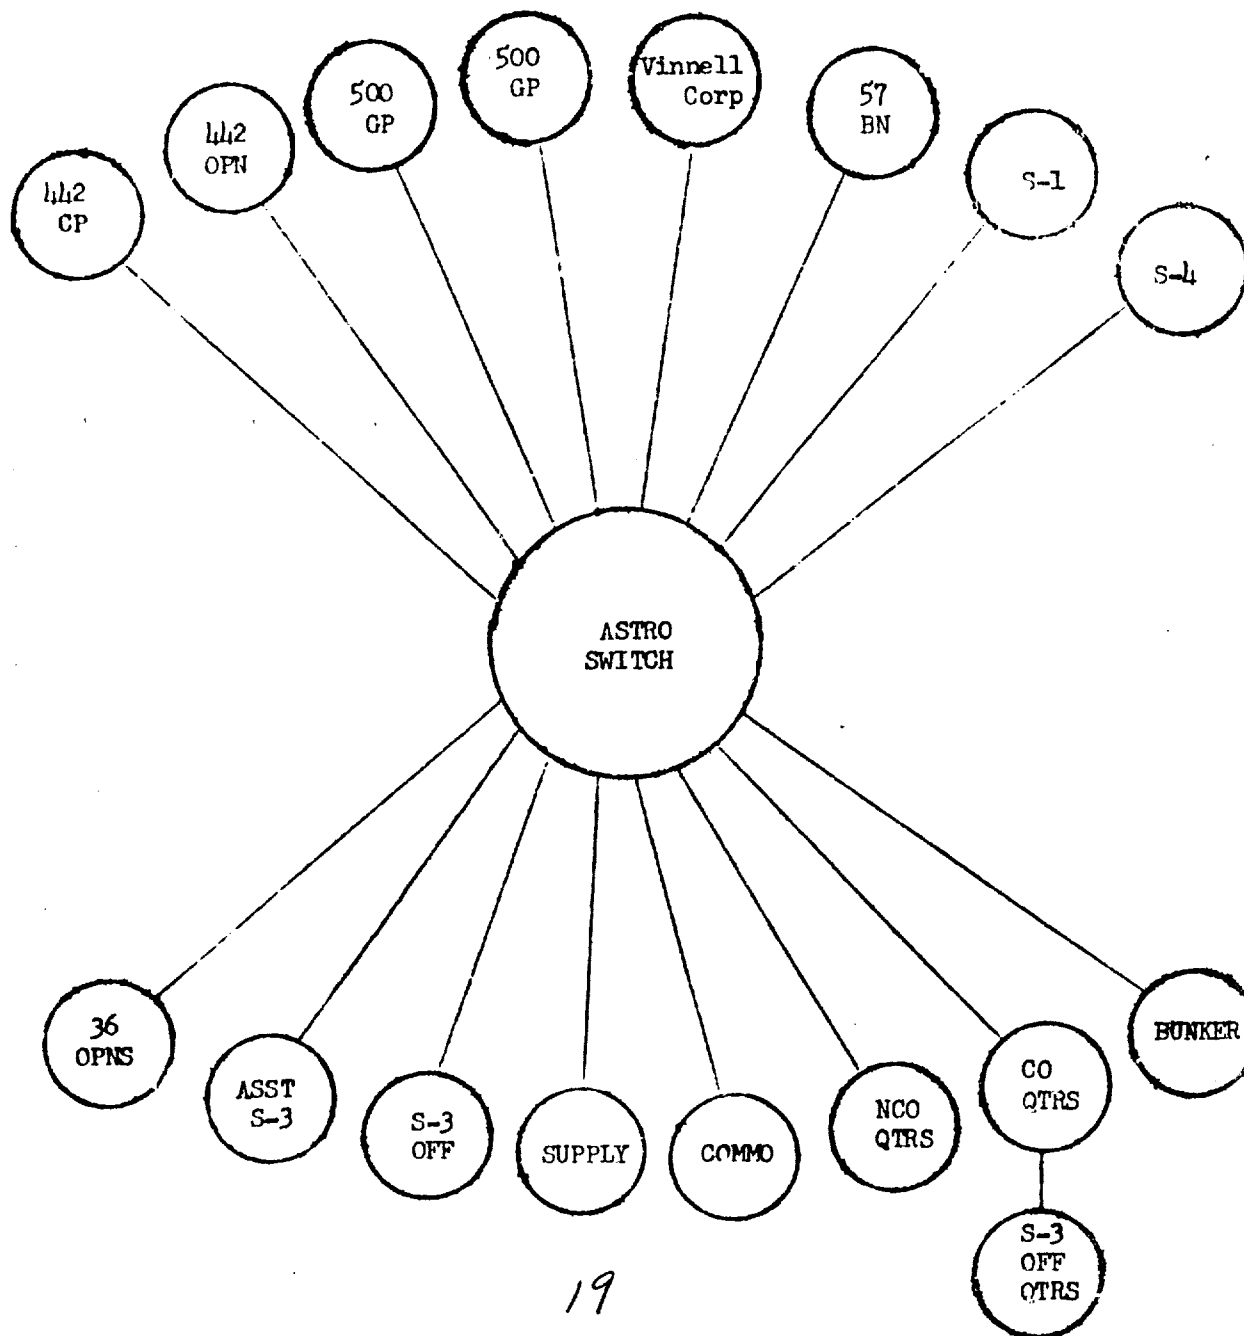 442
CP
442
OPN
500
GP
500
GP
Vinnell
Corp
57
BN
S-1
S-4
ASTRO
SWITCH
36
OPNS
ASST
S-3
S-3
OFF
SUPPLY
COMMO
NCO
QTRS
CO
QTRS
BUNKER
S-3
OFF
QTRS
19